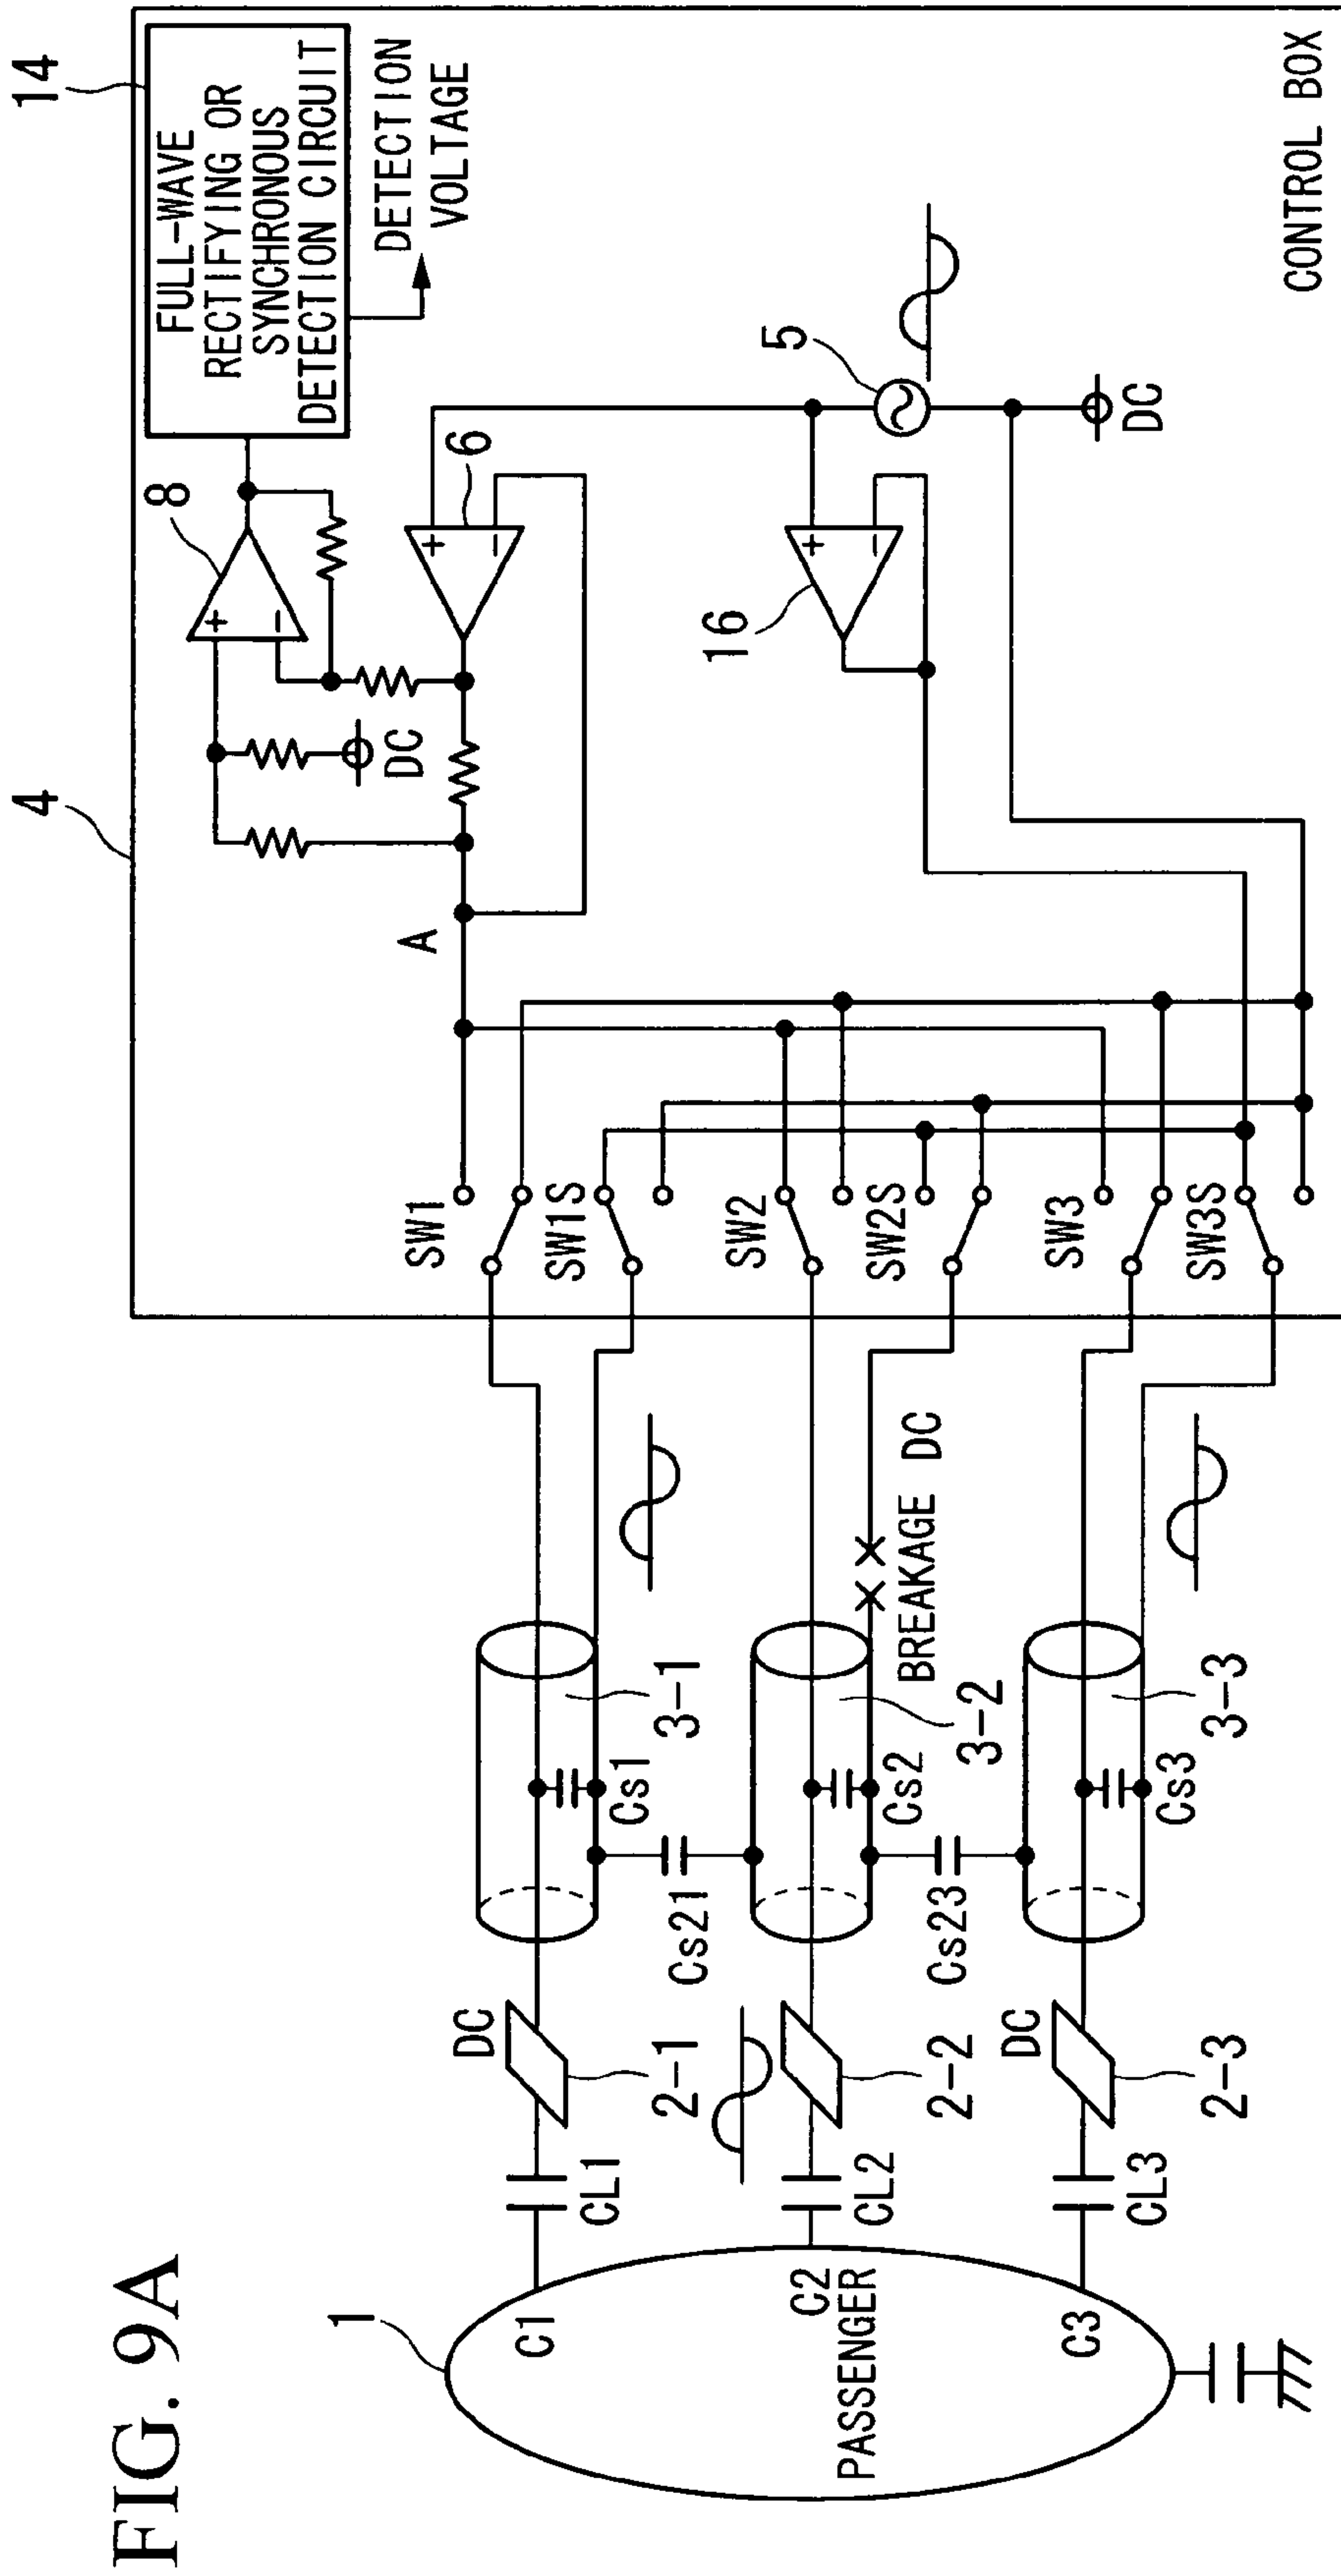 FIG. 9A
1
C1
C2
PASSENGER
C3
CL1
CL2
CL3
DC
2-1
2-2
DC
2-3
Cs21
Cs23
Cs1
Cs2
Cs3
3-1
3-2
3-3
BREAKAGE DC
SW1
SW1S
SW2
SW2S
SW3
SW3S
4
A
DC
8
+
-
6
+
-
16
+
-
5
DC
14
FULL-WAVE
RECTIFYING OR
SYNCHRONOUS
DETECTION CIRCUIT
DETECTION
VOLTAGE
CONTROL BOX